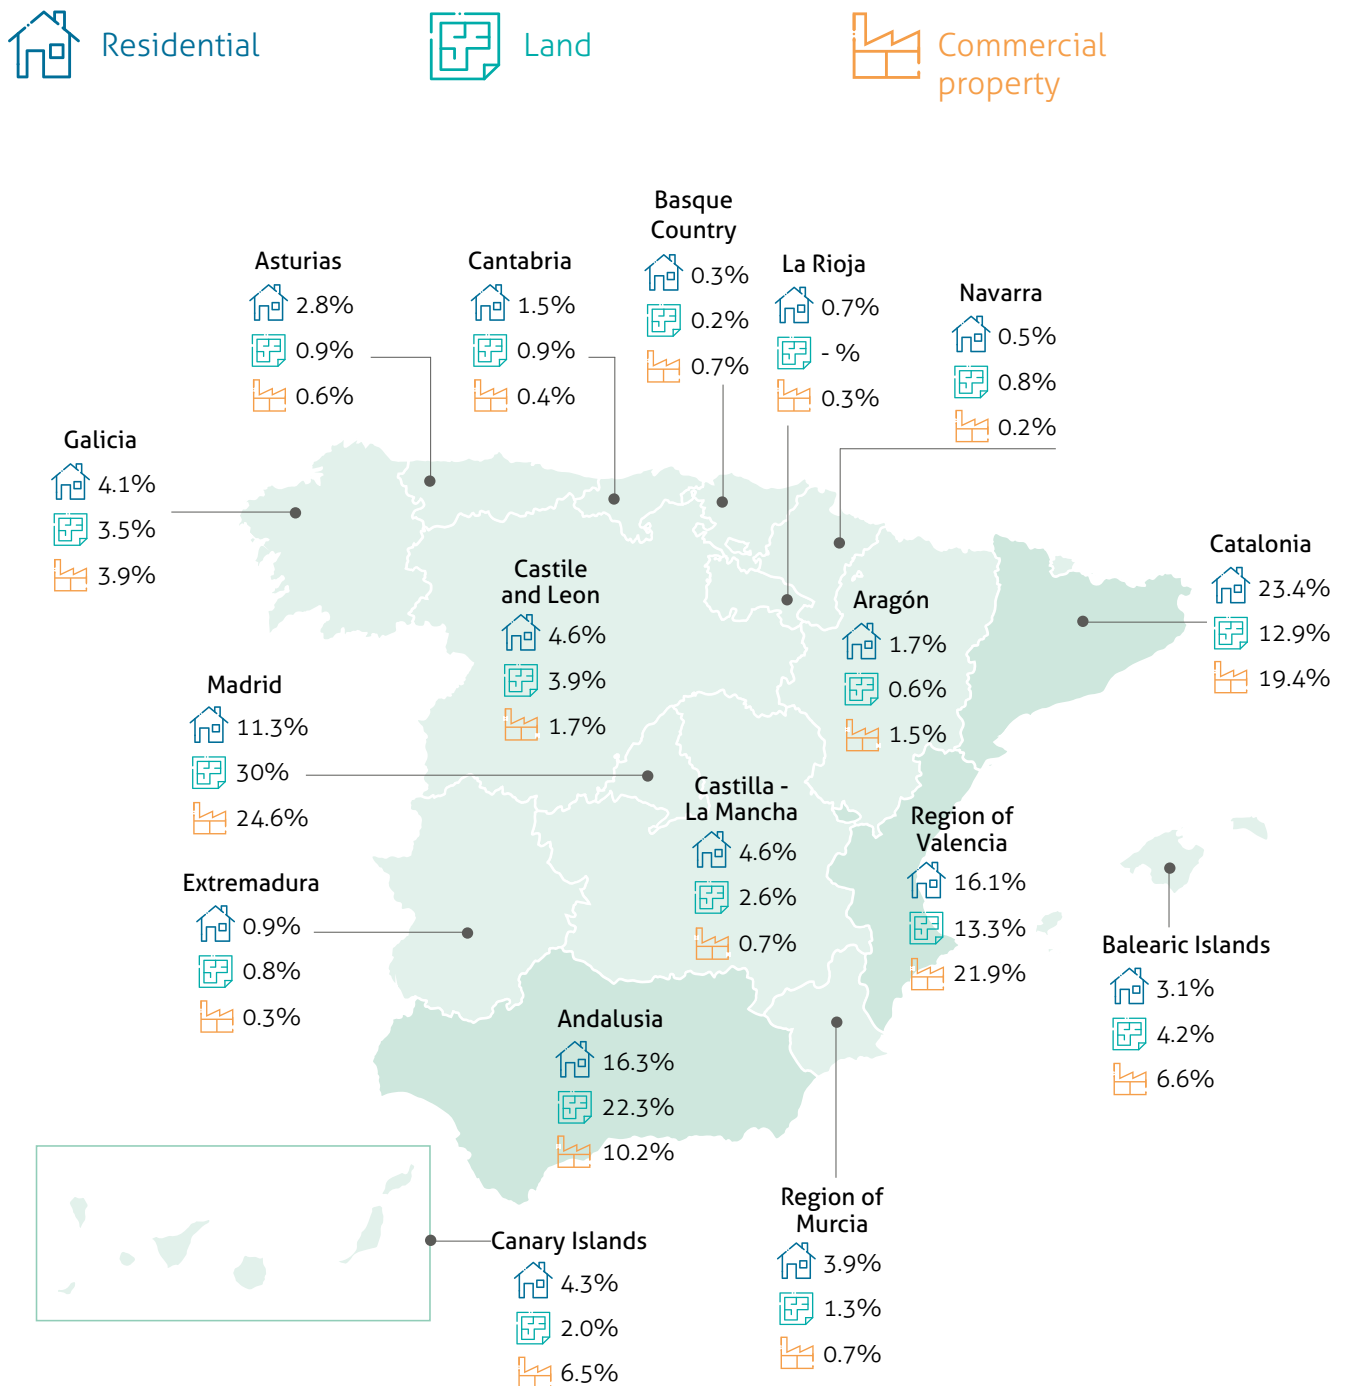 Residential
Land
Commercial
property
Basque
Country
0.3%
0.2%
0.7%
Asturias
2.8%
0.9%
0.6%
Cantabria
1.5%
0.9%
0.4%
La Rioja
0.7%
- %
0.3%
Navarra
0.5%
0.8%
0.2%
Galicia
4.1%
3.5%
3.9%
Castile
and Leon
4.6%
3.9%
1.7%
Aragón
1.7%
0.6%
1.5%
Catalonia
23.4%
12.9%
19.4%
Madrid
11.3%
30%
24.6%
Castilla -
La Mancha
4.6%
2.6%
0.7%
Region of
Valencia
16.1%
13.3%
21.9%
Extremadura
0.9%
0.8%
0.3%
Balearic Islands
3.1%
4.2%
6.6%
Andalusia
16.3%
22.3%
10.2%
Region of
Murcia
3.9%
1.3%
0.7%
Canary Islands
4.3%
2.0%
6.5%